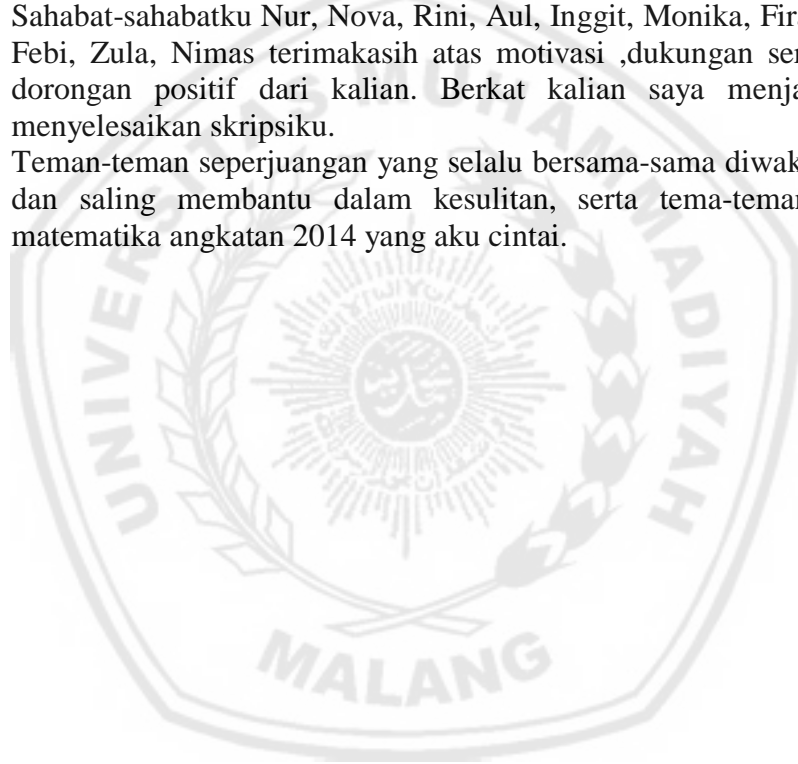 Sahabat-sahabatku Nur, Nova, Rini, Aul, Inggit, Monika,
Febi, Zula, Nimas terimakasih atas motivasi ,dukungan
dorongan positif dari kalian. Berkat kalian saya
menyelesaikan skripsiku.
Teman-teman seperjuangan yang selalu bersama-sama
dan saling membantu dalam kesulitan, serta
matematika angkatan 2014 yang aku cintai.
UNIVERSITAS MUHAMMADIYAH
MALANG